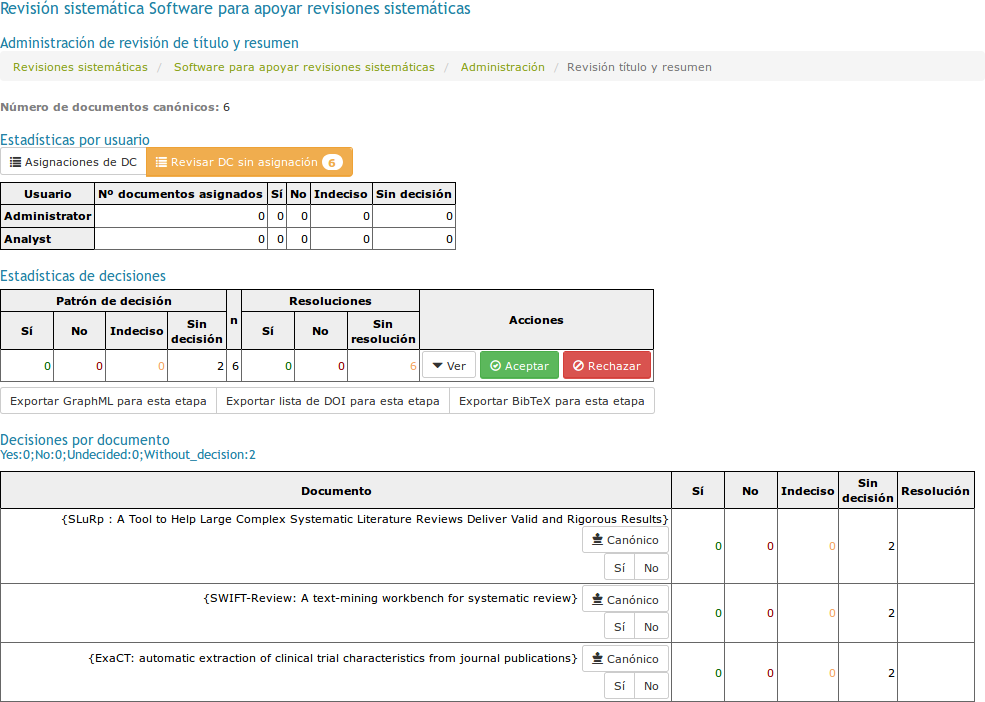 Revisión sistemática Software para apoyar revisiones sistemáticas
Administración de revisión de titulo y resumen
Revisiones sistemáticas / Software para apoyar revisiones sistemáticas / Administración / Revisión título y resumen
Número de documentos canónicos: 6
Estadísticas por usuario
Asignaciones de DC Revisar DC sin asignación 6
Usuario Nº documentos asignados Sí No Indeciso Sin decisión
Administrator 0 0 0 0 0
Analyst 0 0 0 0 0
Estadísticas de decisiones
Patrón de decisión n Resoluciones Acciones
Sí No Indeciso Sin decisión Sí No Sin resolución
0 0 0 2 6 0 0 6 Ver Aceptar Rechazar
Exportar GraphML para esta etapa Exportar lista de DOI para esta etapa Exportar BibTeX para esta etapa
Decisiones por documento
Yes:0;No:0;Undecided:0;Without_decision:2
Documento Sí No Indeciso Sin decisión Resolución
{SLuRp : A Tool to Help Large Complex Systematic Literature Reviews Deliver Valid and Rigorous Results}
Canónico
Sí No
0 0 0 2
{SWIFT-Review: A text-mining workbench for systematic review} Canónico
Sí No
0 0 0 2
{ExaCT: automatic extraction of clinical trial characteristics from journal publications} Canónico
Sí No
0 0 0 2